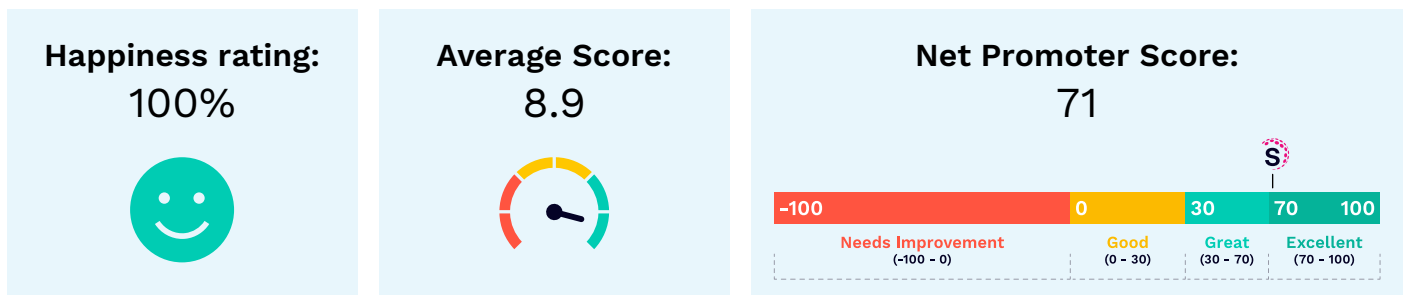 Happiness rating:
100%
Average Score:
8.9
Net Promoter Score:
71
S
-100 0 30 70 100
Needs Improvement Good Great Excellent
(-100 - 0) (0 - 30) (30 - 70) (70 - 100)